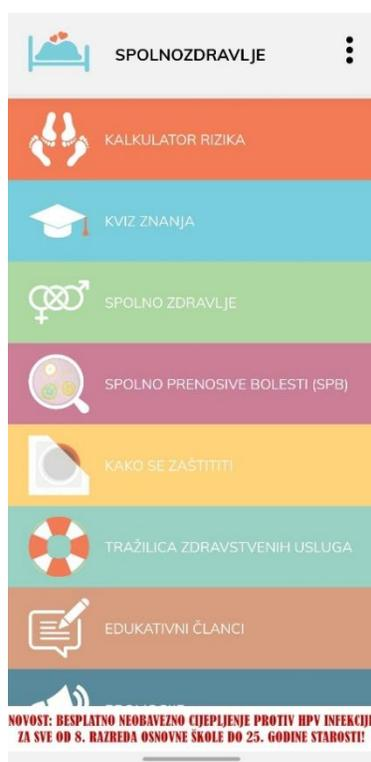 SPOLNOZDRAVLJE
KALKULATOR RIZIKA
KVIZ ZNANJA
SPOLNO ZDRAVLJE
SPOLNO PRENOSIVE BOLESTI (SPB)
KAKO SE ZAŠTITITI
TRAŽILICA ZDRAVSTVENIH USLUGA
EDUKATIVNI ČLANCI
NOVOST: BESPLATNO NEOBAVEZNO CIJEPLJENJE PROTIV HPV INFEKCIJE
ZA SVE OD 8. RAZREDA OSNOVNE ŠKOLE DO 25. GODINE STAROSTI!